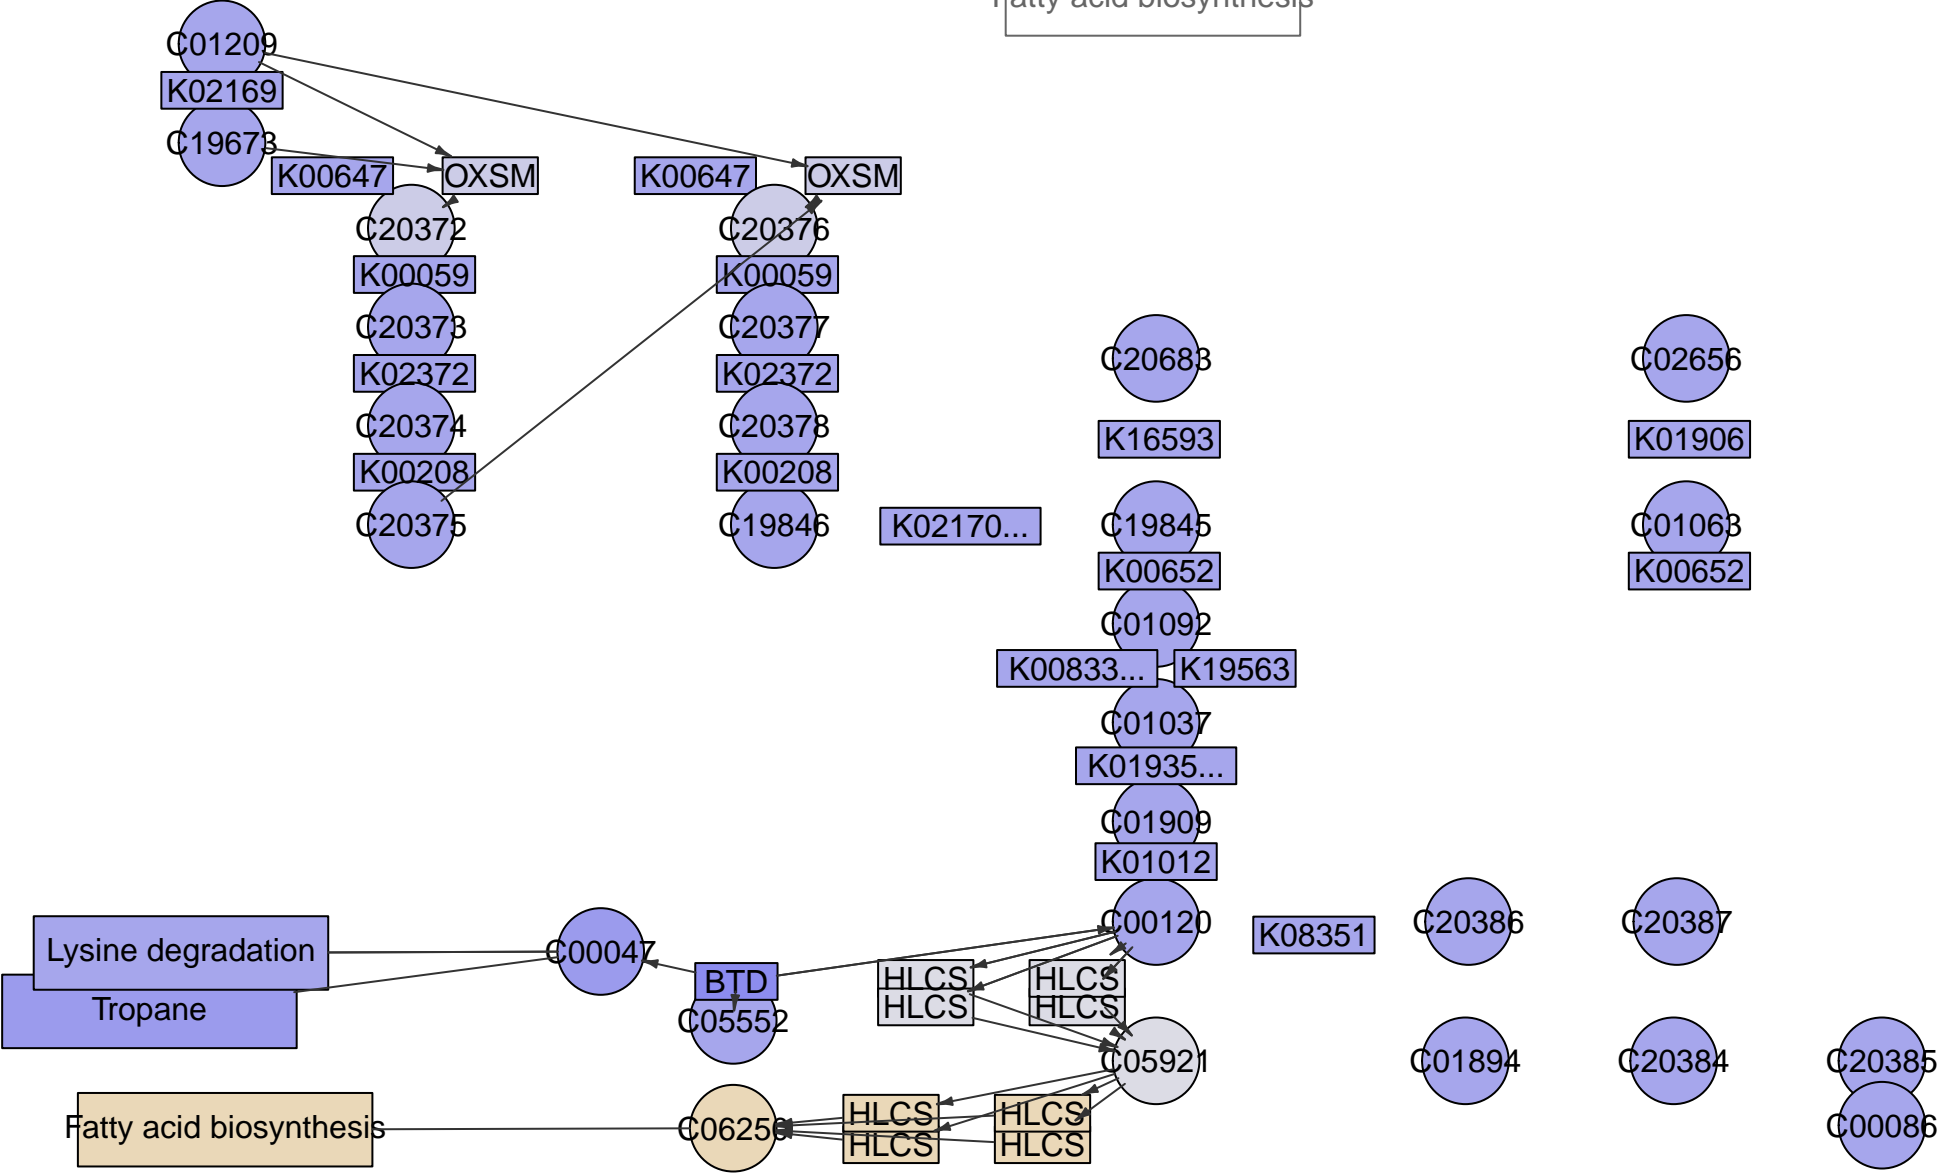 Fatty acid biosynthesis
C01209
K02169
C19673
K00647
OXSM
K00647
OXSM
C20372
C20376
K00059
K00059
C20373
C20377
C20683
C02656
K02372
K02372
C20374
C20378
K16593
K01906
K00208
K00208
C20375
C19846
K02170...
C19845
C01063
K00652
K00652
C01092
K00833...
K19563
C01037
K01935...
C01909
K01012
C00120
K08351
C20386
C20387
Lysine degradation
C00047
BTD
HLCS
HLCS
Tropane
C05552
HLCS
HLCS
C05921
C01894
C20384
C20385
Fatty acid biosynthesis
C06250
HLCS
HLCS
C00086
HLCS
HLCS